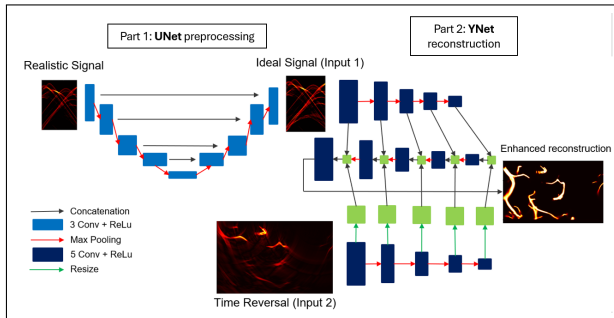 Part 1: UNet preprocessing
Part 2: YNet
reconstruction
Realistic Signal
Ideal Signal (Input 1)
Enhanced reconstruction
Concatenation
3 Conv + ReLu
Max Pooling
5 Conv + ReLu
Resize
Time Reversal (Input 2)